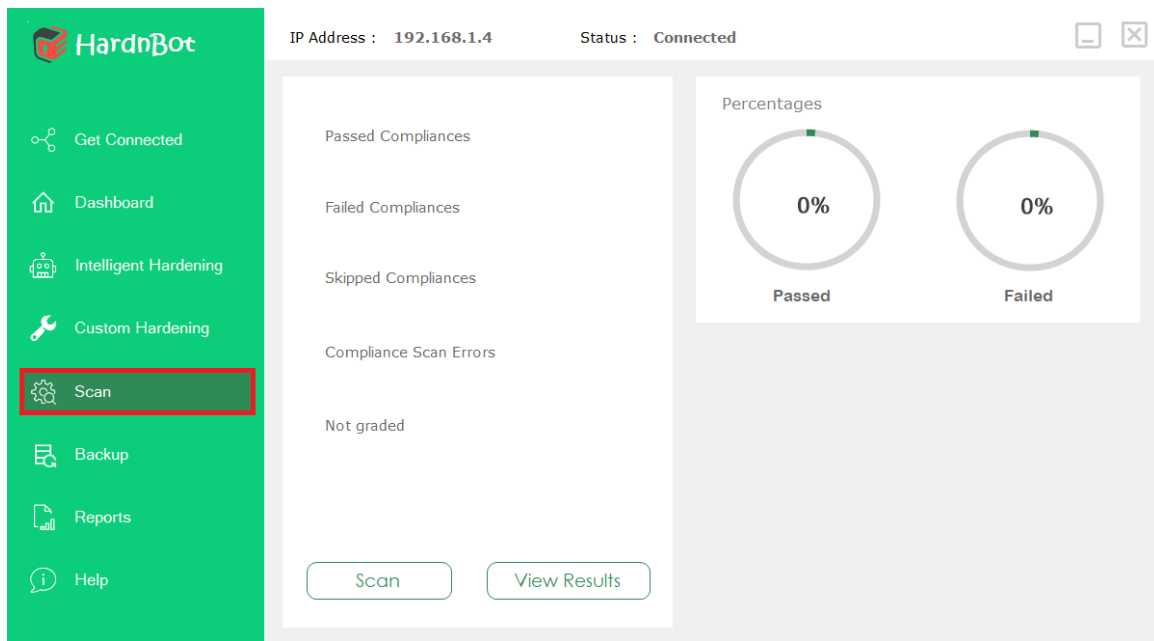 HardnBot
IP Address : 192.168.1.4 Status : Connected
Get Connected
Dashboard
Intelligent Hardening
Custom Hardening
Scan
Backup
Reports
Help
Passed Compliances
Failed Compliances
Skipped Compliances
Compliance Scan Errors
Not graded
Scan View Results
Percentages
0% 0%
Passed Failed